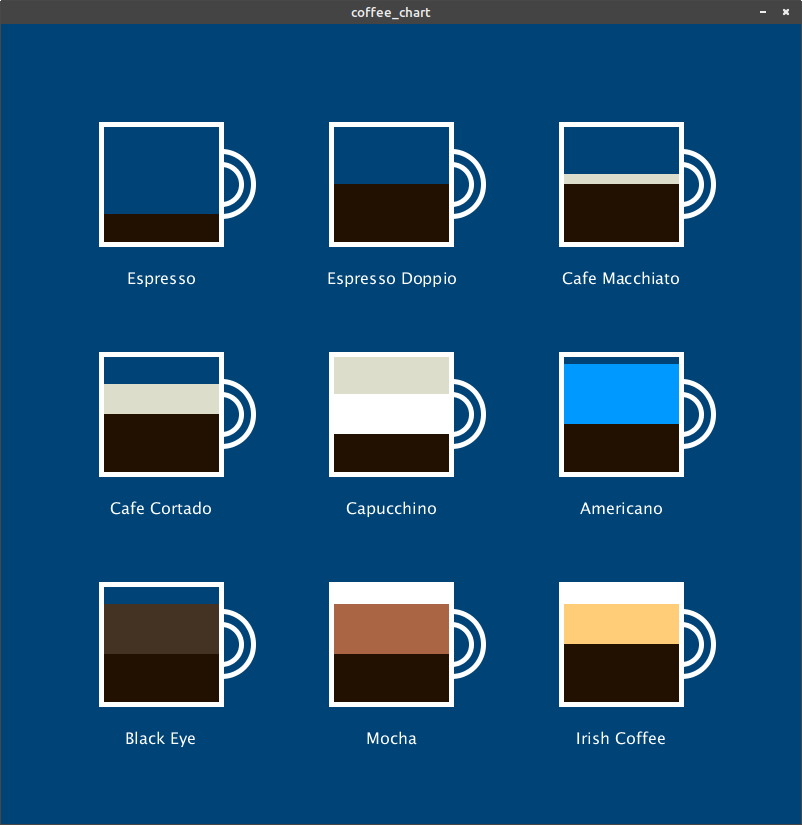 coffee_chart
Espresso
Espresso Doppio
Cafe Macchiato
Cafe Cortado
Capucchino
Americano
Black Eye
Mocha
Irish Coffee